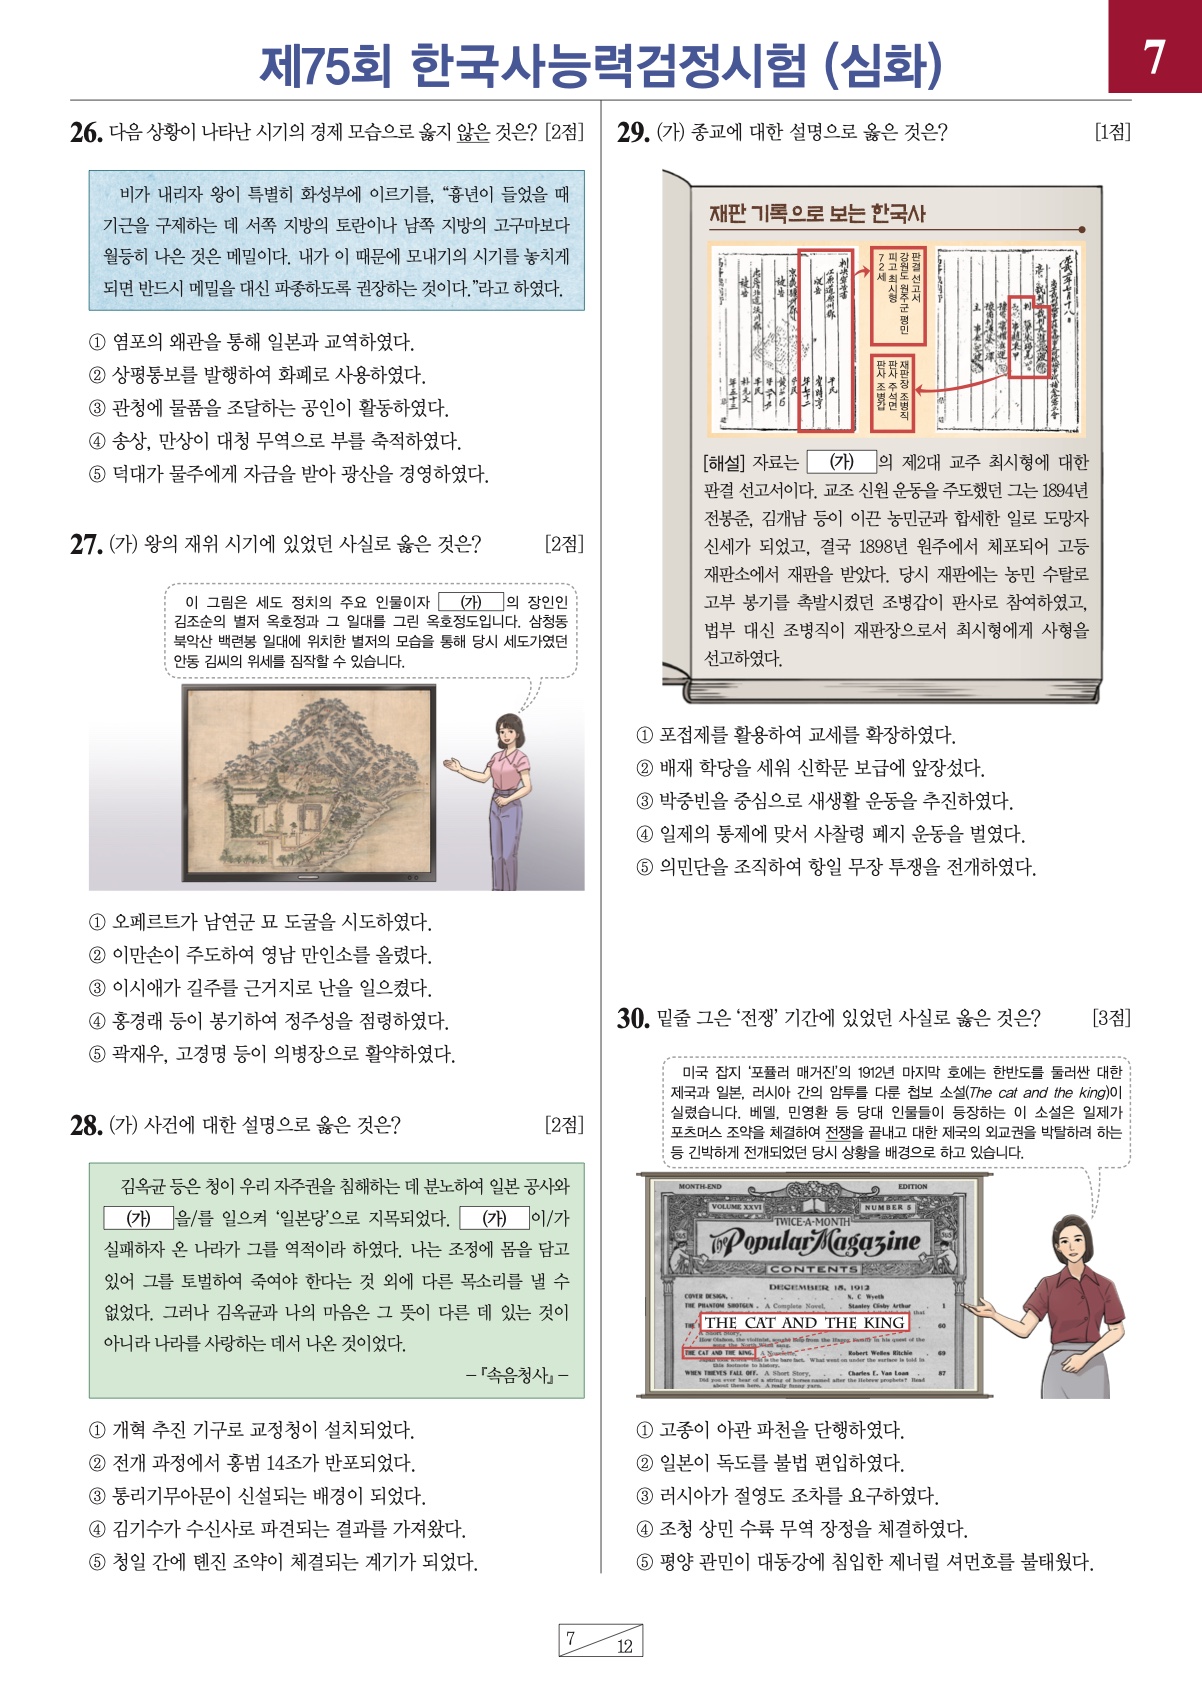 제75회 한국사능력검정시험 (심화)
7
26. 다음 상황이 나타난 시기의 경제 모습으로 옳지 않은 것은? [2점]
비가 내리자 왕이 특별히 화성부에 이르기를, “흉년이 들었을 때
기근을 구제하는 데 서쪽 지방의 토란이나 남쪽 지방의 고구마보다
월등히 나은 것은 메밀이다. 내가 이 때문에 모내기의 시기를 놓치게
되면 반드시 메밀을 대신 파종하도록 권장하는 것이다.”라고 하였다.
① 염포의 왜관을 통해 일본과 교역하였다.
② 상평통보를 발행하여 화폐로 사용하였다.
③ 관청에 물품을 조달하는 공인이 활동하였다.
④ 송상, 만상이 대청 무역으로 부를 축적하였다.
⑤ 덕대가 물주에게 자금을 받아 광산을 경영하였다.
27. (가) 왕의 재위 시기에 있었던 사실로 옳은 것은? [2점]
이 그림은 세도 정치의 주요 인물이자 (가) 의 장인인
김조순의 별저 옥호정과 그 일대를 그린 옥호정도입니다. 삼청동
북악산 백련봉 일대에 위치한 별저의 모습을 통해 당시 세도가였던
안동 김씨의 위세를 짐작할 수 있습니다.
① 오페르트가 남연군 묘 도굴을 시도하였다.
② 이만손이 주도하여 영남 만인소를 올렸다.
③ 이시애가 길주를 근거지로 난을 일으켰다.
④ 홍경래 등이 봉기하여 정주성을 점령하였다.
⑤ 곽재우, 고경명 등이 의병장으로 활약하였다.
28. (가) 사건에 대한 설명으로 옳은 것은? [2점]
김옥균 등은 청이 우리 자주권을 침해하는 데 분노하여 일본 공사와
(가) 을/를 일으켜 ‘일본당’으로 지목되었다. (가) 이/가
실패하자 온 나라가 그를 역적이라 하였다. 나는 조정에 몸을 담고
있어 그를 토벌하여 죽여야 한다는 것 외에 다른 목소리를 낼 수
없었다. 그러나 김옥균과 나의 마음은 그 뜻이 다른 데 있는 것이
아니라 나라를 사랑하는 데서 나온 것이었다.
- 『속음청사』 -
① 개혁 추진 기구로 교정청이 설치되었다.
② 전개 과정에서 홍범 14조가 반포되었다.
③ 통리기무아문이 신설되는 배경이 되었다.
④ 김기수가 수신사로 파견되는 결과를 가져왔다.
⑤ 청일 간에 톈진 조약이 체결되는 계기가 되었다.
29. (가) 종교에 대한 설명으로 옳은 것은? [1점]
재판 기록으로 보는 한국사
판결 선고서
강원도 원주군 평민
피고 최시형
72세
재판장 조병직
판사 주석면
판사 조병갑
[해설] 자료는 (가) 의 제2대 교주 최시형에 대한
판결 선고서이다. 교조 신원 운동을 주도했던 그는 1894년
전봉준, 김개남 등이 이끈 농민군과 합세한 일로 도망자
신세가 되었고, 결국 1898년 원주에서 체포되어 고등
재판소에서 재판을 받았다. 당시 재판에는 농민 수탈로
고부 봉기를 촉발시켰던 조병갑이 판사로 참여하였고,
법부 대신 조병직이 재판장으로서 최시형에게 사형을
선고하였다.
① 포접제를 활용하여 교세를 확장하였다.
② 배재 학당을 세워 신학문 보급에 앞장섰다.
③ 박중빈을 중심으로 새생활 운동을 추진하였다.
④ 일제의 통제에 맞서 사찰령 폐지 운동을 벌였다.
⑤ 의민단을 조직하여 항일 무장 투쟁을 전개하였다.
30. 밑줄 그은 ‘전쟁’ 기간에 있었던 사실로 옳은 것은? [3점]
미국 잡지 ‘포퓰러 매거진’의 1912년 마지막 호에는 한반도를 둘러싼 대한
제국과 일본, 러시아 간의 암투를 다룬 첩보 소설(The cat and the king)이
실렸습니다. 베델, 민영환 등 당대 인물들이 등장하는 이 소설은 일제가
포츠머스 조약을 체결하여 전쟁을 끝내고 대한 제국의 외교권을 박탈하려 하는
등 긴박하게 전개되었던 당시 상황을 배경으로 하고 있습니다.
MONTH-END EDITION
VOLUME XXVI NUMBER 5
TWICE-A-MONTH
The Popular Magazine
CONTENTS
DECEMBER 15, 1912
COVER DESIGN. N. C Wyeth
THE PHANTOM SHOTGUN. A Complete Novel, Stanley Clisby Arthur 1
THE CAT AND THE KING 60
THE CAT AND THE KING. Robert Welles Ritchie 69
WHEN THIEVES FALL OFF. A Short Story, Charles E. Van Loan 87
Did you ever hear of a string of horses named after the Hebrew prophets? Read
about them here. A really funny yarn.
① 고종이 아관 파천을 단행하였다.
② 일본이 독도를 불법 편입하였다.
③ 러시아가 절영도 조차를 요구하였다.
④ 조청 상민 수륙 무역 장정을 체결하였다.
⑤ 평양 관민이 대동강에 침입한 제너럴 셔먼호를 불태웠다.
7
12